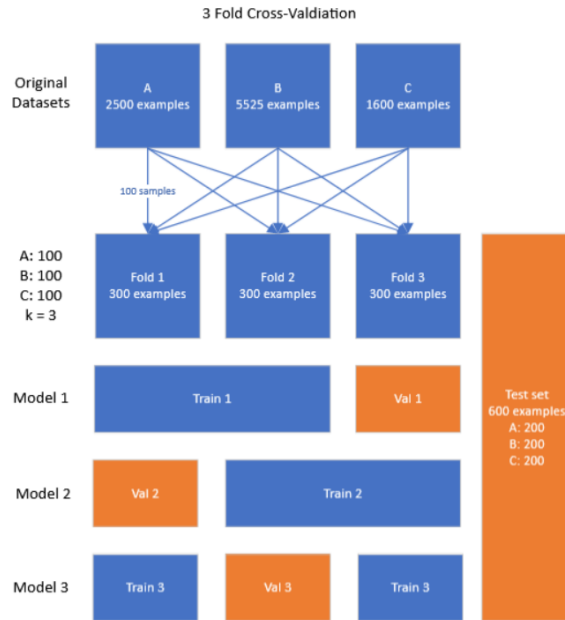 3 Fold Cross-Valdiation
Original
Datasets
A
2500 examples
B
5525 examples
C
1600 examples
100 samples
A: 100
B: 100
C: 100
k = 3
Fold 1
300 examples
Fold 2
300 examples
Fold 3
300 examples
Test set
600 examples
A: 200
B: 200
C: 200
Model 1
Train 1
Val 1
Model 2
Val 2
Train 2
Model 3
Train 3
Val 3
Train 3